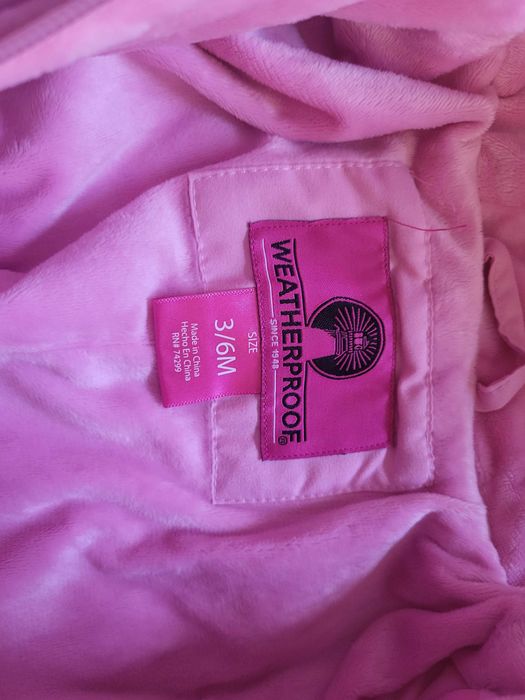 WEATHERPROOF®
SINCE 1948
SIZE
3/6M
Made in China
Hecho En China
RN# 74299